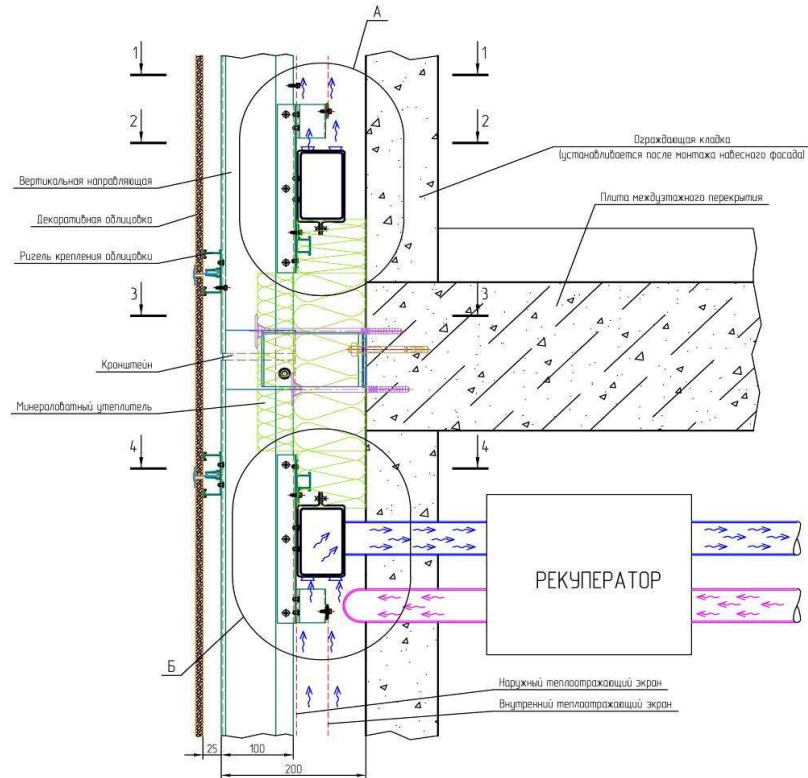 А
1
1
2
2
Ограждающая кладка
(устанавливается после монтажа навесного фасада)
Вертикальная направляющая
Плита междуэтажного перекрытия
Декоративная облицовка
Ригель крепления облицовки
3
3
Кронштейн
Минераловатный утеплитель
4
4
РЕКУПЕРАТОР
Б
Наружный теплоотражающий экран
Внутренний теплоотражающий экран
25
100
200